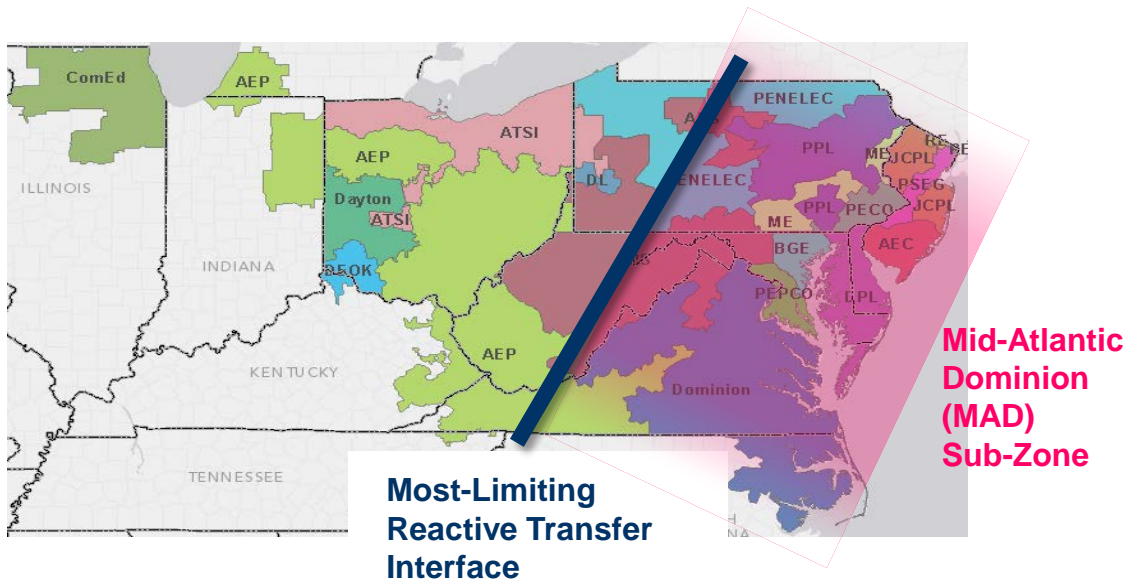 ComEd
AEP
PENELEC
ATSI
PPL
ME
JCPL
AEP
DL
ENELEC
PSEG
ILLINOIS
Dayton
PPL
PECO
JCPL
ATSI
ME
AEC
BGE
INDIANA
DEOK
PEPCO
DPL
AEP
KENTUCKY
Dominion
TENNESSEE
Mid-Atlantic
Dominion
(MAD)
Sub-Zone
Most-Limiting
Reactive Transfer
Interface